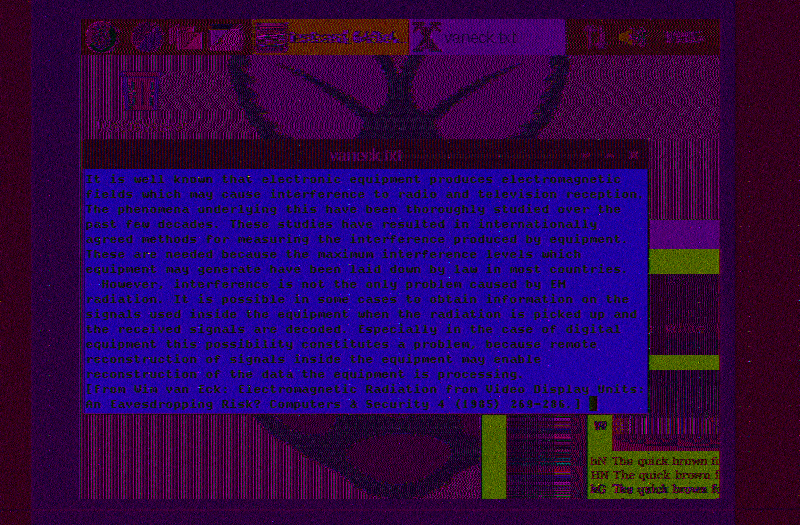 vaneck.txt
vaneck.txt
It is well known that electronic equipment produces electromagnetic
fields which may cause interference to radio and television reception.
The phenomena underlying this have been thoroughly studied over the
past few decades. These studies have resulted in internationally
agreed methods for measuring the interference produced by equipment.
These are needed because the maximum interference levels which
equipment may generate have been laid down by law in most countries.
However, interference is not the only problem caused by EM
radiation. It is possible in some cases to obtain information on the
signals used inside the equipment when the radiation is picked up and
the received signals are decoded. Especially in the case of digital
equipment this possibility constitutes a problem, because remote
reconstruction of signals inside the equipment may enable
reconstruction of the data the equipment is processing.
[from Wim van Eck: Electromagnetic Radiation from Video Display Units:
An Eavesdropping Risk? Computers & Security 4 (1985) 269-286.]
The quick brown f
The quick brown f
The quick brown f